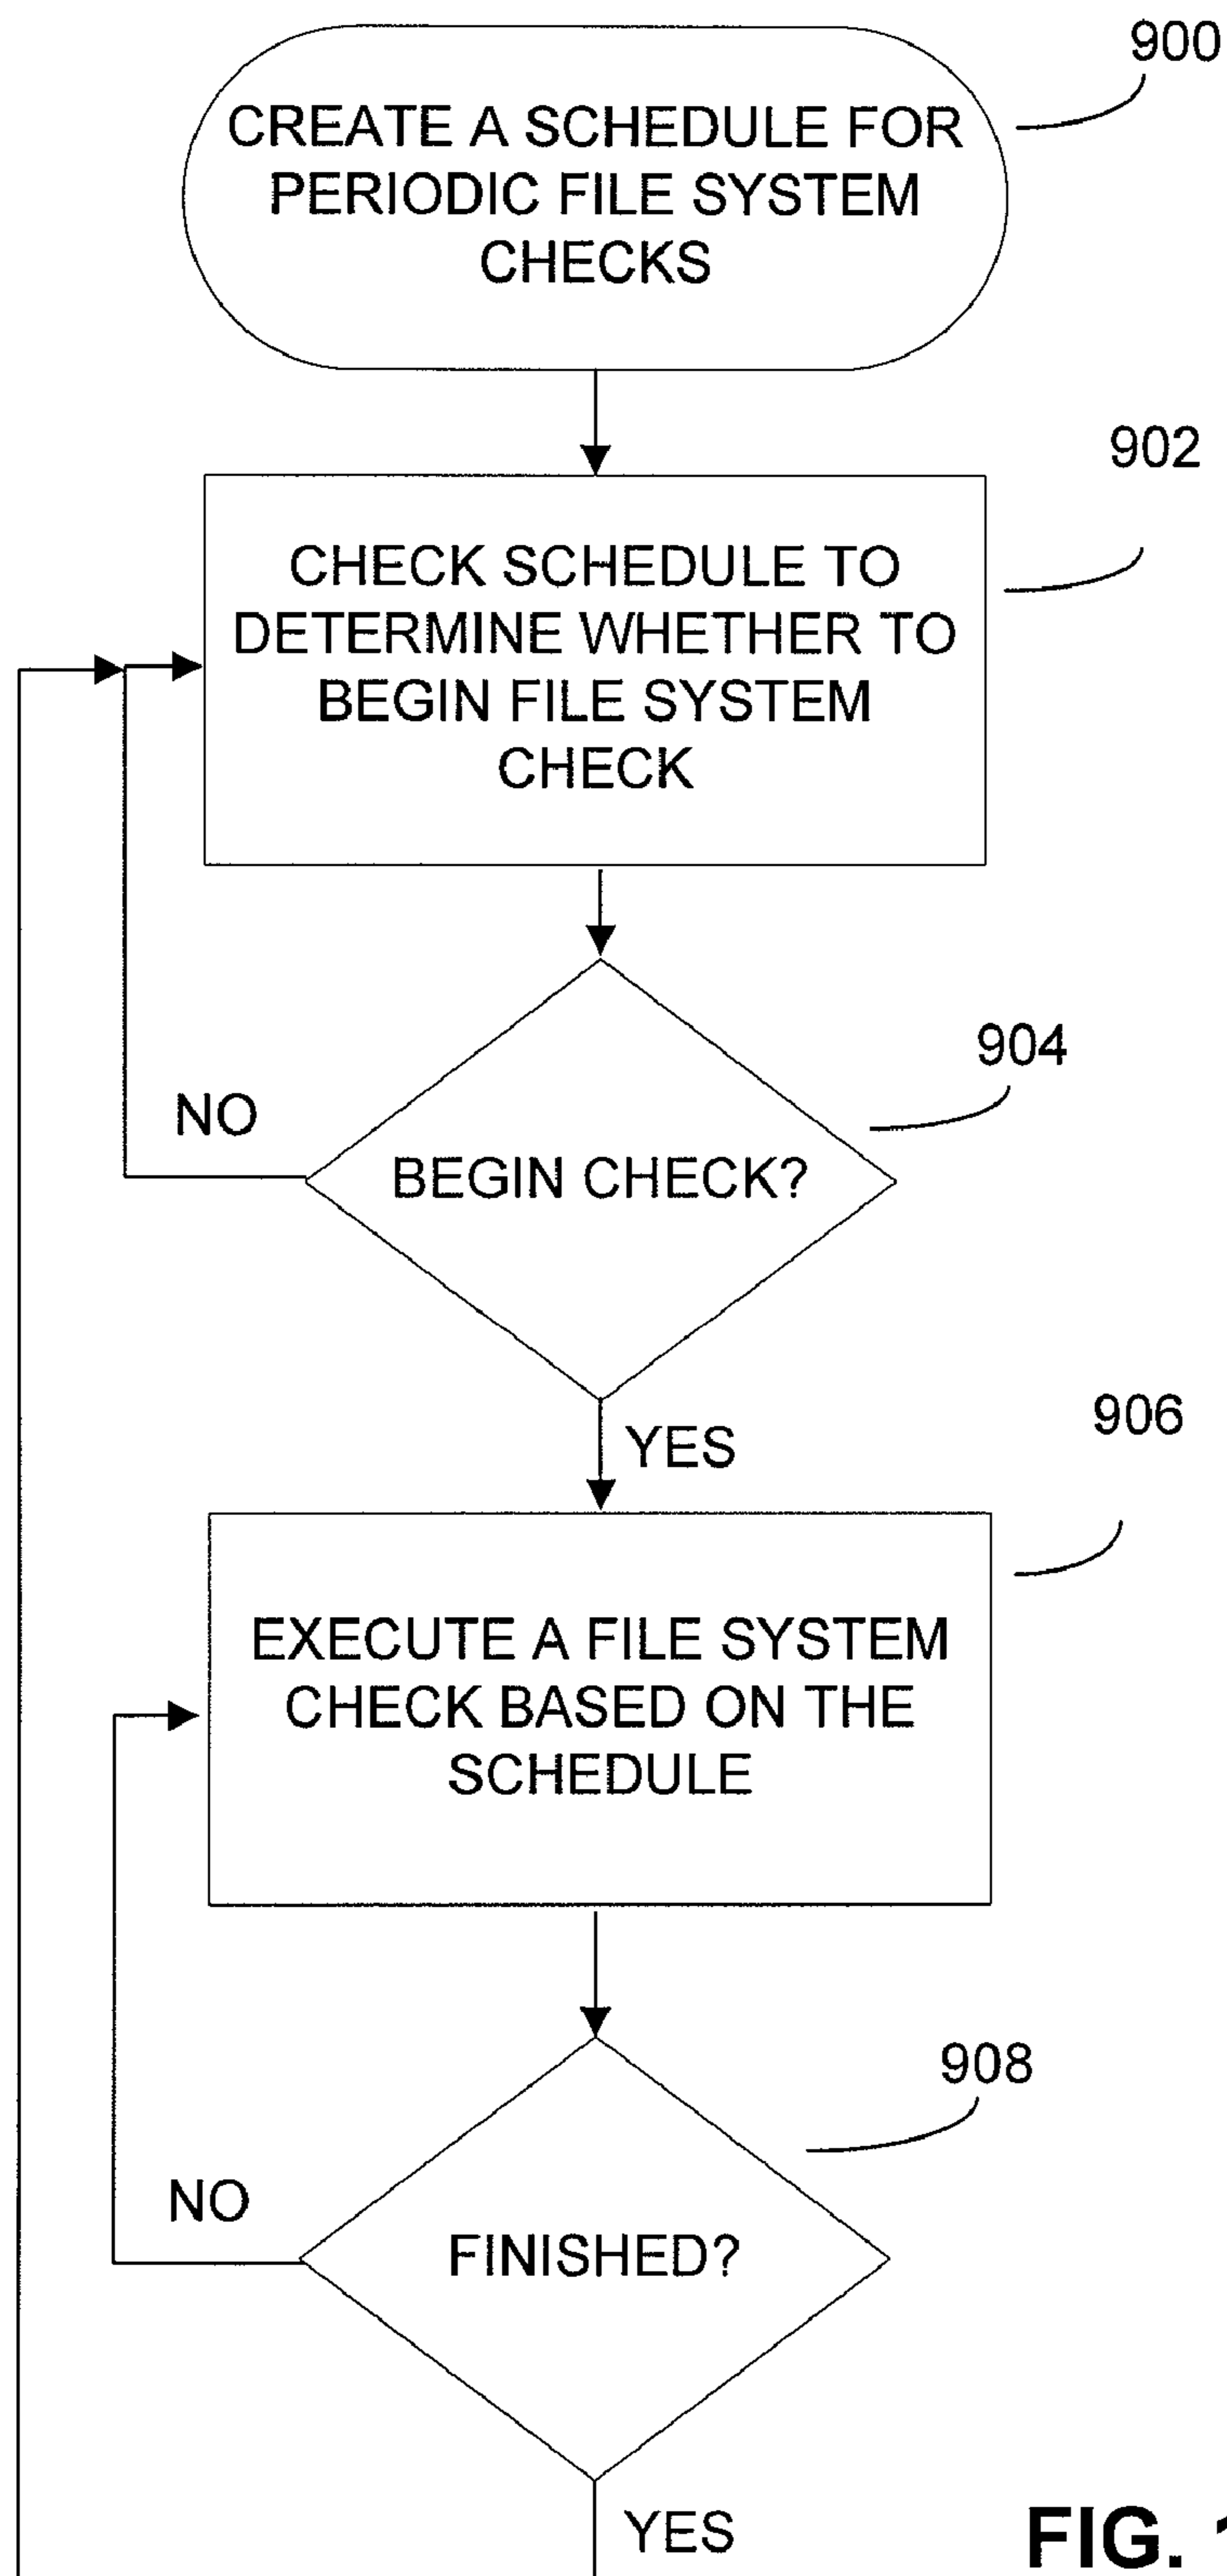 900
CREATE A SCHEDULE FOR
PERIODIC FILE SYSTEM
CHECKS
902
CHECK SCHEDULE TO
DETERMINE WHETHER TO
BEGIN FILE SYSTEM
CHECK
904
NO
BEGIN CHECK?
YES
906
EXECUTE A FILE SYSTEM
CHECK BASED ON THE
SCHEDULE
908
NO
FINISHED?
YES
FIG.